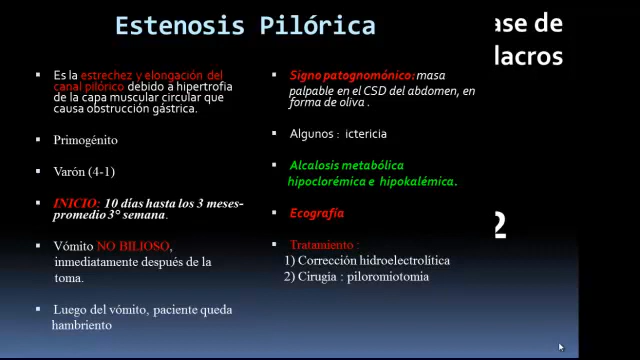 Estenosis Pilórica
Es la estrechez y elongación del
canal pilórico debido a hipertrofia
de la capa muscular circular que
causa obstrucción gástrica.
Primogénito
Varón (4-1)
INICIO: 10 días hasta los 3 meses-
promedio 3° semana.
Vómito NO BILIOSO,
inmediatamente después de la
toma.
Luego del vómito, paciente queda
hambriento
Signo patognomónico: masa
palpable en el CSD del abdomen, en
forma de oliva .
Algunos : ictericia
Alcalosis metabólica
hipoclorémica e hipokalémica.
Ecografía
Tratamiento :
1) Corrección hidroelectrolítica
2) Cirugía : piloromiotomia
de
2